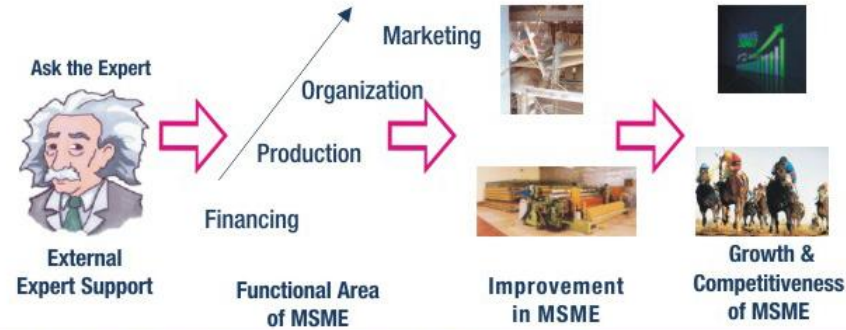 Ask the Expert
External
Expert Support
Marketing
Organization
Production
Financing
Functional Area
of MSME
Improvement
in MSME
Growth &
Competitiveness
of MSME